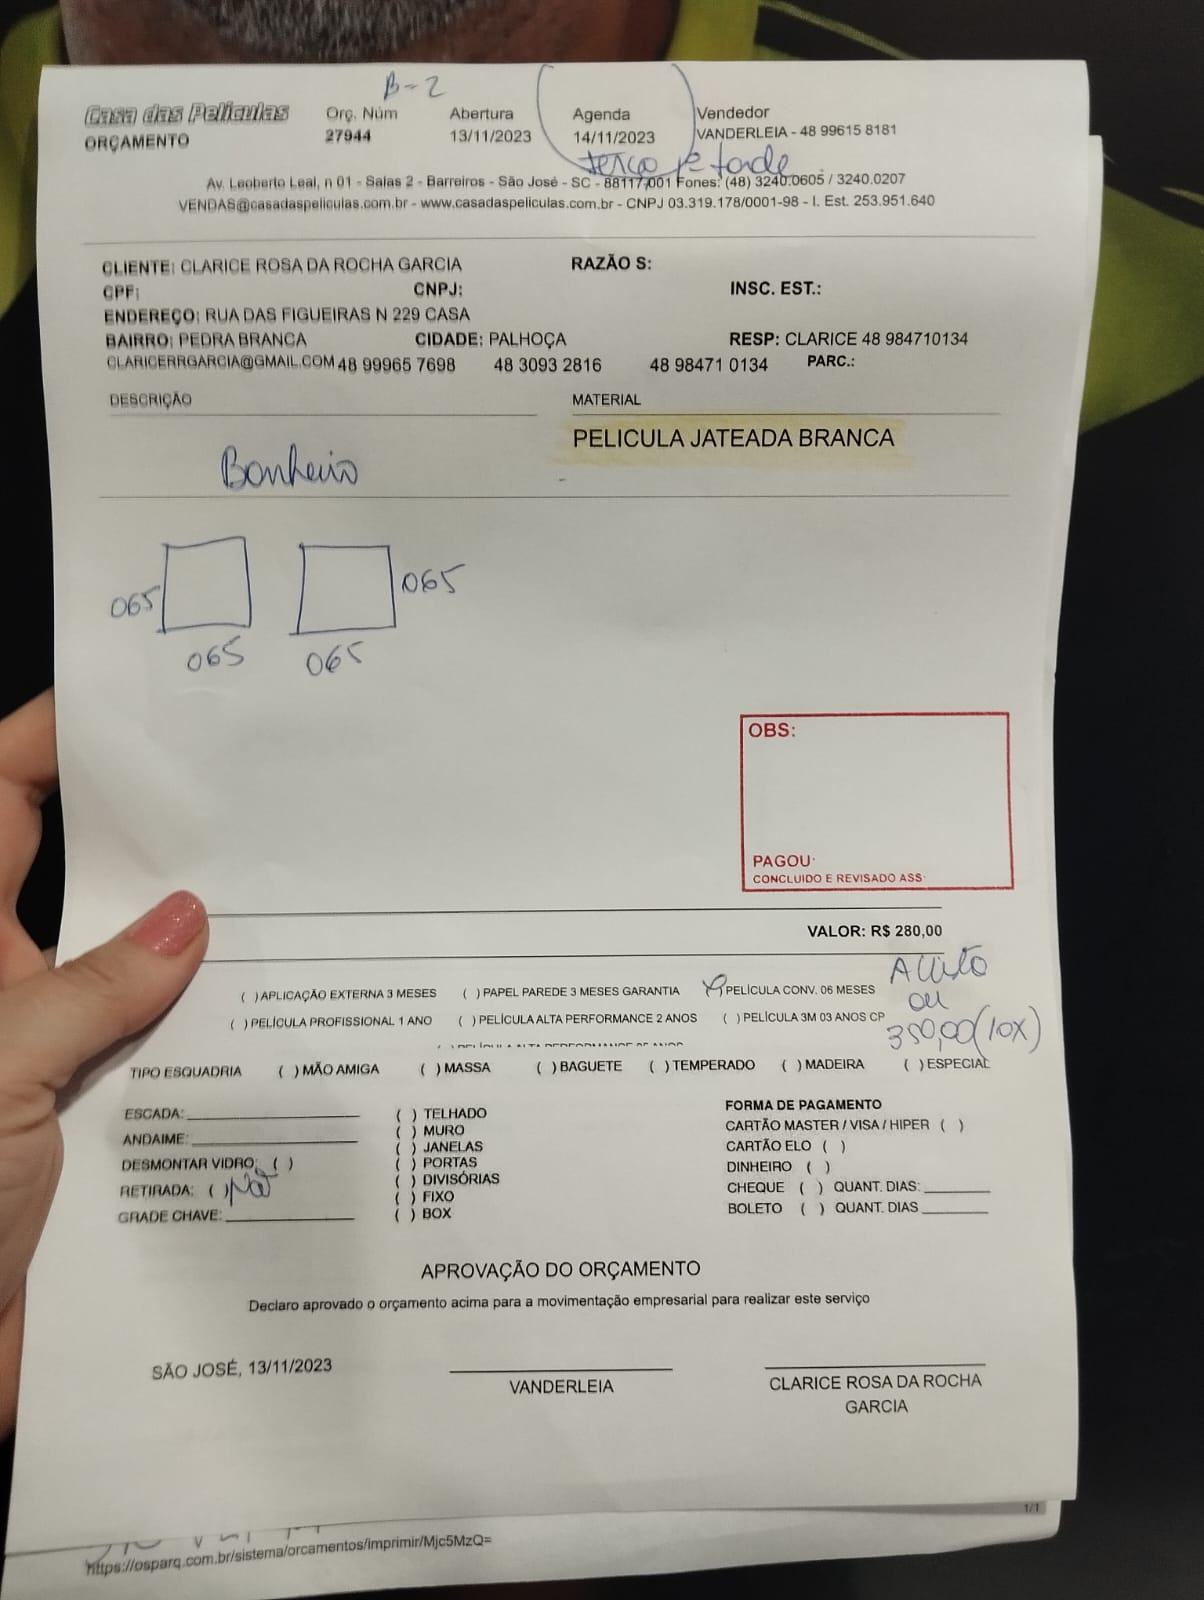 B-2
Casa das Películas
ORÇAMENTO
Orç. Núm
27944
Abertura
13/11/2023
Agenda
14/11/2023
Vendedor
VANDERLEIA - 48 99615 8181
terça p/ tarde
Av. Leoberto Leal, n 01 - Salas 2 - Barreiros - São José - SC - 88117,001 Fones: (48) 3240.0605 / 3240.0207
VENDAS@casadaspeliculas.com.br - www.casadaspeliculas.com.br - CNPJ 03.319.178/0001-98 - I. Est. 253.951.640
CLIENTE: CLARICE ROSA DA ROCHA GARCIA RAZÃO S:
CPF: CNPJ: INSC. EST.:
ENDEREÇO: RUA DAS FIGUEIRAS N 229 CASA
BAIRRO: PEDRA BRANCA CIDADE: PALHOÇA RESP: CLARICE 48 984710134
CLARICERRGARCIA@GMAIL.COM 48 99965 7698 48 3093 2816 48 98471 0134 PARC.:
DESCRIÇÃO MATERIAL
PELICULA JATEADA BRANCA
Banheiro
-
065 065
065 065
OBS:
PAGOU:
CONCLUIDO E REVISADO ASS:
VALOR: R$ 280,00
A Vista
ou
350,00 (10X)
( ) APLICAÇÃO EXTERNA 3 MESES ( ) PAPEL PAREDE 3 MESES GARANTIA PELÍCULA CONV. 06 MESES
( ) PELÍCULA PROFISSIONAL 1 ANO ( ) PELÍCULA ALTA PERFORMANCE 2 ANOS ( ) PELÍCULA 3M 03 ANOS CP
TIPO ESQUADRIA ( ) MÃO AMIGA ( ) MASSA ( ) BAGUETE ( ) TEMPERADO ( ) MADEIRA ( ) ESPECIAL
ESCADA:
ANDAIME:
DESMONTAR VIDRO: ( )
RETIRADA: ( ) Não
GRADE CHAVE:
( ) TELHADO
( ) MURO
( ) JANELAS
( ) PORTAS
( ) DIVISÓRIAS
( ) FIXO
( ) BOX
FORMA DE PAGAMENTO
CARTÃO MASTER / VISA / HIPER ( )
CARTÃO ELO ( )
DINHEIRO ( )
CHEQUE ( ) QUANT. DIAS:
BOLETO ( ) QUANT. DIAS
APROVAÇÃO DO ORÇAMENTO
Declaro aprovado o orçamento acima para a movimentação empresarial para realizar este serviço
SÃO JOSÉ, 13/11/2023
VANDERLEIA
CLARICE ROSA DA ROCHA
GARCIA
1/1
https://osparq.com.br/sistema/orcamentos/imprimir/Mjc5MzQ=